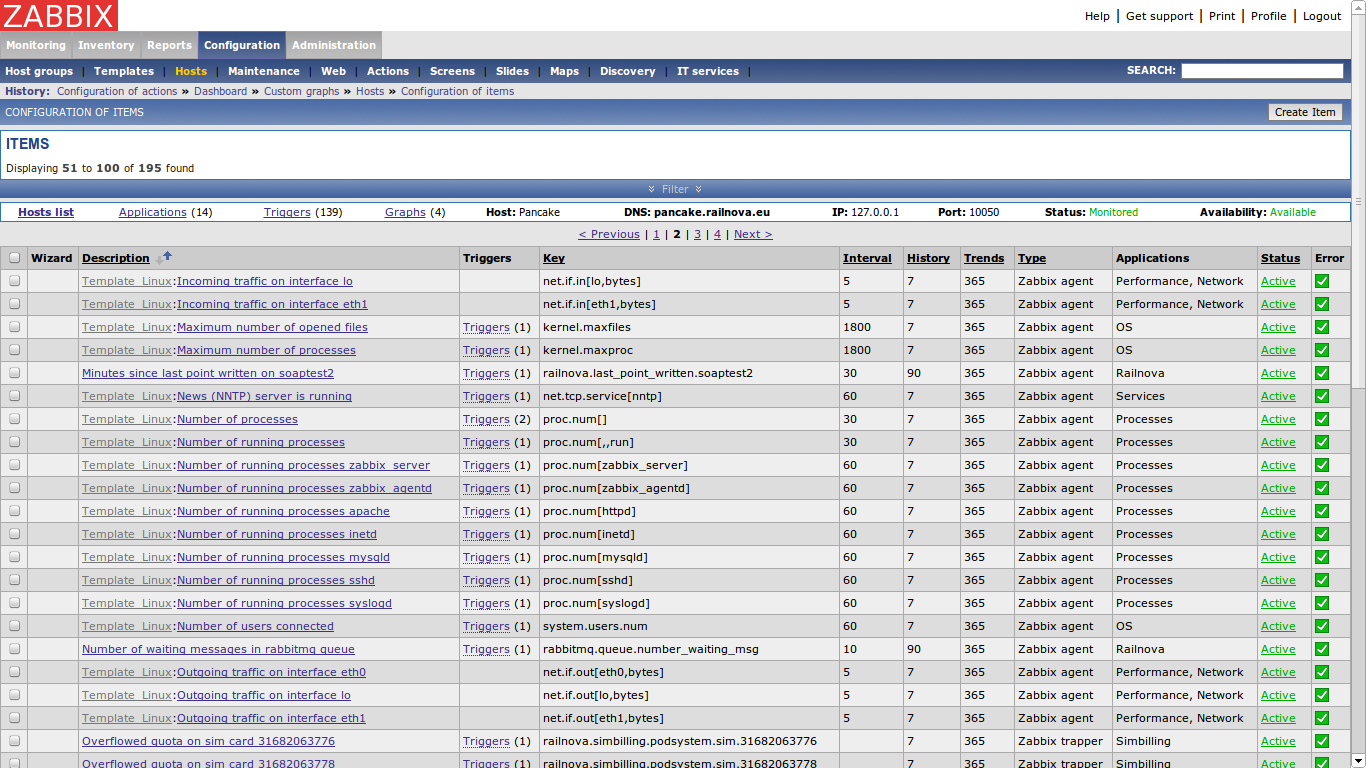 ZABBIX
Help | Get support | Print | Profile | Logout
Monitoring Inventory Reports Configuration Administration
Host groups | Templates | Hosts | Maintenance | Web | Actions | Screens | Slides | Maps | Discovery | IT services | SEARCH:
History: Configuration of actions » Dashboard » Custom graphs » Hosts » Configuration of items
CONFIGURATION OF ITEMS Create Item
ITEMS
Displaying 51 to 100 of 195 found
Filter
Hosts list Applications (14) Triggers (139) Graphs (4) Host: Pancake DNS: pancake.railnova.eu IP: 127.0.0.1 Port: 10050 Status: Monitored Availability: Available
< Previous | 1 | 2 | 3 | 4 | Next >
Wizard Description Triggers Key Interval History Trends Type Applications Status Error
Template_Linux:Incoming traffic on interface lo net.if.in[lo,bytes] 5 7 365 Zabbix agent Performance, Network Active
Template_Linux:Incoming traffic on interface eth1 net.if.in[eth1,bytes] 5 7 365 Zabbix agent Performance, Network Active
Template_Linux:Maximum number of opened files Triggers (1) kernel.maxfiles 1800 7 365 Zabbix agent OS Active
Template_Linux:Maximum number of processes Triggers (1) kernel.maxproc 1800 7 365 Zabbix agent OS Active
Minutes since last point written on soaptest2 Triggers (1) railnova.last_point_written.soaptest2 30 90 365 Zabbix agent Railnova Active
Template_Linux:News (NNTP) server is running Triggers (1) net.tcp.service[nntp] 60 7 365 Zabbix agent Services Active
Template_Linux:Number of processes Triggers (2) proc.num[] 30 7 365 Zabbix agent Processes Active
Template_Linux:Number of running processes Triggers (1) proc.num[,,run] 30 7 365 Zabbix agent Processes Active
Template_Linux:Number of running processes zabbix_server Triggers (1) proc.num[zabbix_server] 60 7 365 Zabbix agent Processes Active
Template_Linux:Number of running processes zabbix_agentd Triggers (1) proc.num[zabbix_agentd] 60 7 365 Zabbix agent Processes Active
Template_Linux:Number of running processes apache Triggers (1) proc.num[httpd] 60 7 365 Zabbix agent Processes Active
Template_Linux:Number of running processes inetd Triggers (1) proc.num[inetd] 60 7 365 Zabbix agent Processes Active
Template_Linux:Number of running processes mysqld Triggers (1) proc.num[mysqld] 60 7 365 Zabbix agent Processes Active
Template_Linux:Number of running processes sshd Triggers (1) proc.num[sshd] 60 7 365 Zabbix agent Processes Active
Template_Linux:Number of running processes syslogd Triggers (1) proc.num[syslogd] 60 7 365 Zabbix agent Processes Active
Template_Linux:Number of users connected Triggers (1) system.users.num 60 7 365 Zabbix agent OS Active
Number of waiting messages in rabbitmq queue Triggers (1) rabbitmq.queue.number_waiting_msg 10 90 365 Zabbix agent Railnova Active
Template_Linux:Outgoing traffic on interface eth0 net.if.out[eth0,bytes] 5 7 365 Zabbix agent Performance, Network Active
Template_Linux:Outgoing traffic on interface lo net.if.out[lo,bytes] 5 7 365 Zabbix agent Performance, Network Active
Template_Linux:Outgoing traffic on interface eth1 net.if.out[eth1,bytes] 5 7 365 Zabbix agent Performance, Network Active
Overflowed quota on sim card 31682063776 Triggers (1) railnova.simbilling.podsystem.sim.31682063776 7 365 Zabbix trapper Simbilling Active
Overflowed quota on sim card 31682063778 Triggers (1) railnova.simbilling.podsystem.sim.31682063778 7 365 Zabbix trapper Simbilling Active